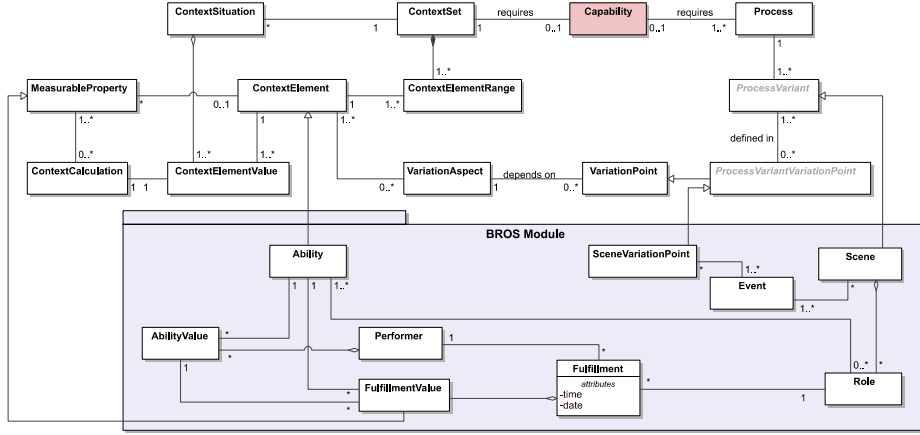 ContextSituation
ContextSet
Capability
Process
requires
requires
*
1
1
0..1
0..1
1..*
1
1..*
1..*
MeasurableProperty
ContextElement
ContextElementRange
ProcessVariant
*
0..1
1
1..*
1..*
1
1..*
1..*
defined in
0..*
1..*
1..*
0..*
ContextCalculation
ContextElementValue
VariationAspect
VariationPoint
ProcessVariantVariationPoint
depends on
1
1
0..*
1
0..*
BROS Module
Ability
SceneVariationPoint
Scene
*
1..*
Event
*
1..*
1
1
1..*
AbilityValue
Performer
*
*
1
*
Fulfillment
attributes
-time
-date
1
FulfillmentValue
*
*
*
1
0..*
*
Role